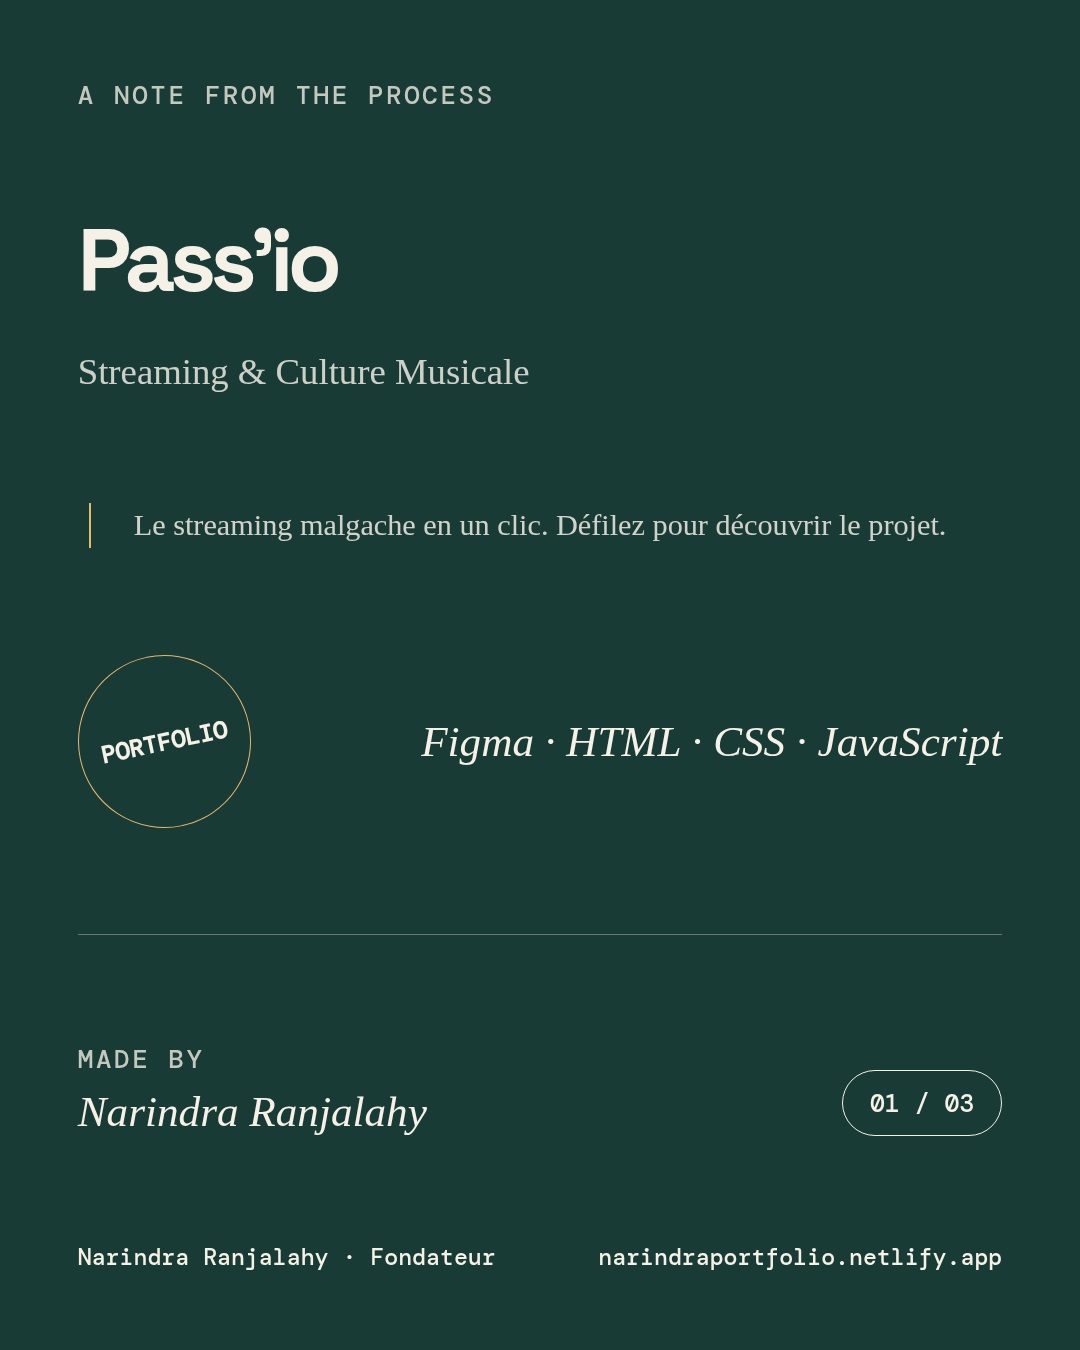 A NOTE FROM THE PROCESS
Pass’io
Streaming & Culture Musicale
Le streaming malgache en un clic. Défilez pour découvrir le projet.
PORTFOLIO
Figma · HTML · CSS · JavaScript
MADE BY
Narindra Ranjalahy
01 / 03
Narindra Ranjalahy · Fondateur
narindraportfolio.netlify.app